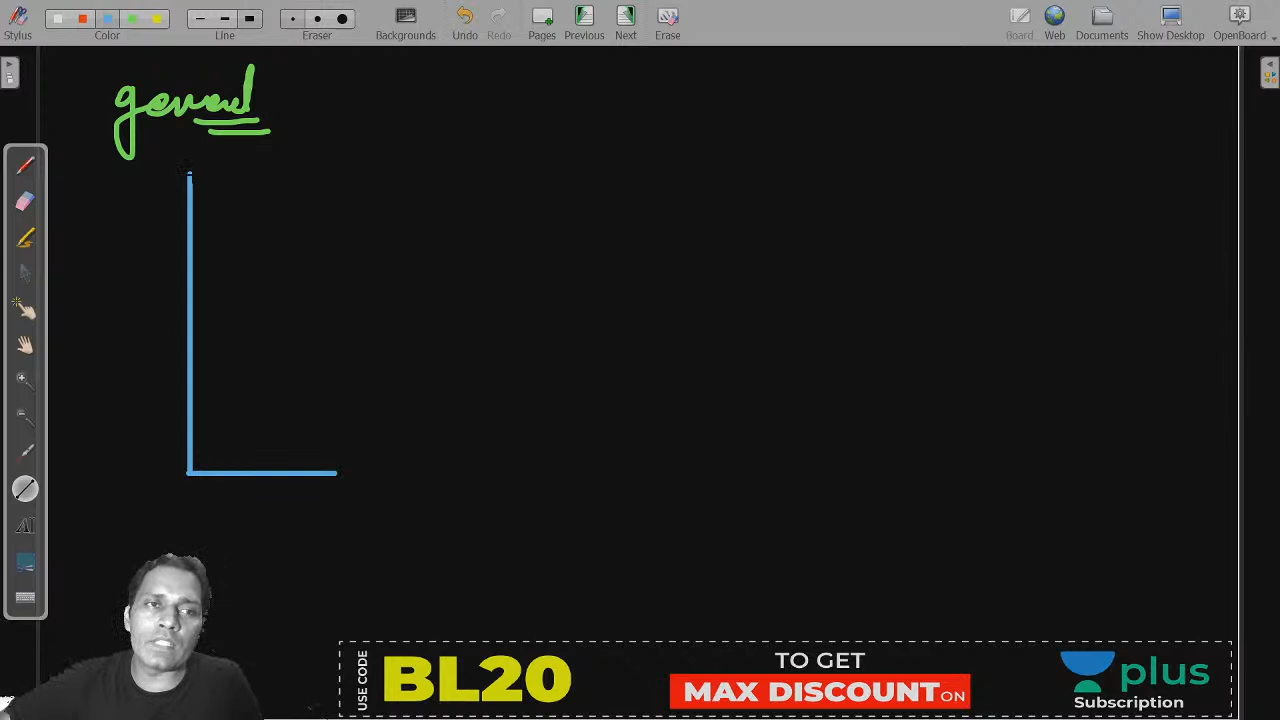 Stylus
Color
Line
Eraser
Backgrounds
Undo
Redo
Pages
Previous
Next
Erase
Board
Web
Documents
Show Desktop
OpenBoard
USE CODE
BL20
TO GET
MAX DISCOUNT ON
plus
Subscription